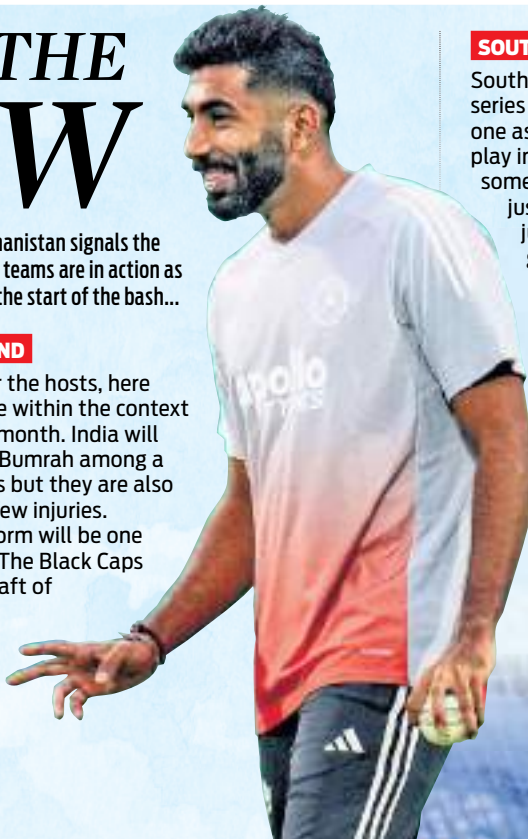 THE
W
hanistan signals the
teams are in action as
the start of the bash...
ND
r the hosts, here
e within the context
month. India will
Bumrah among a
s but they are also
ew injuries.
orm will be one
The Black Caps
aft of
apollo
TYRES
SOUT
South
series
one as
play in
some
jus